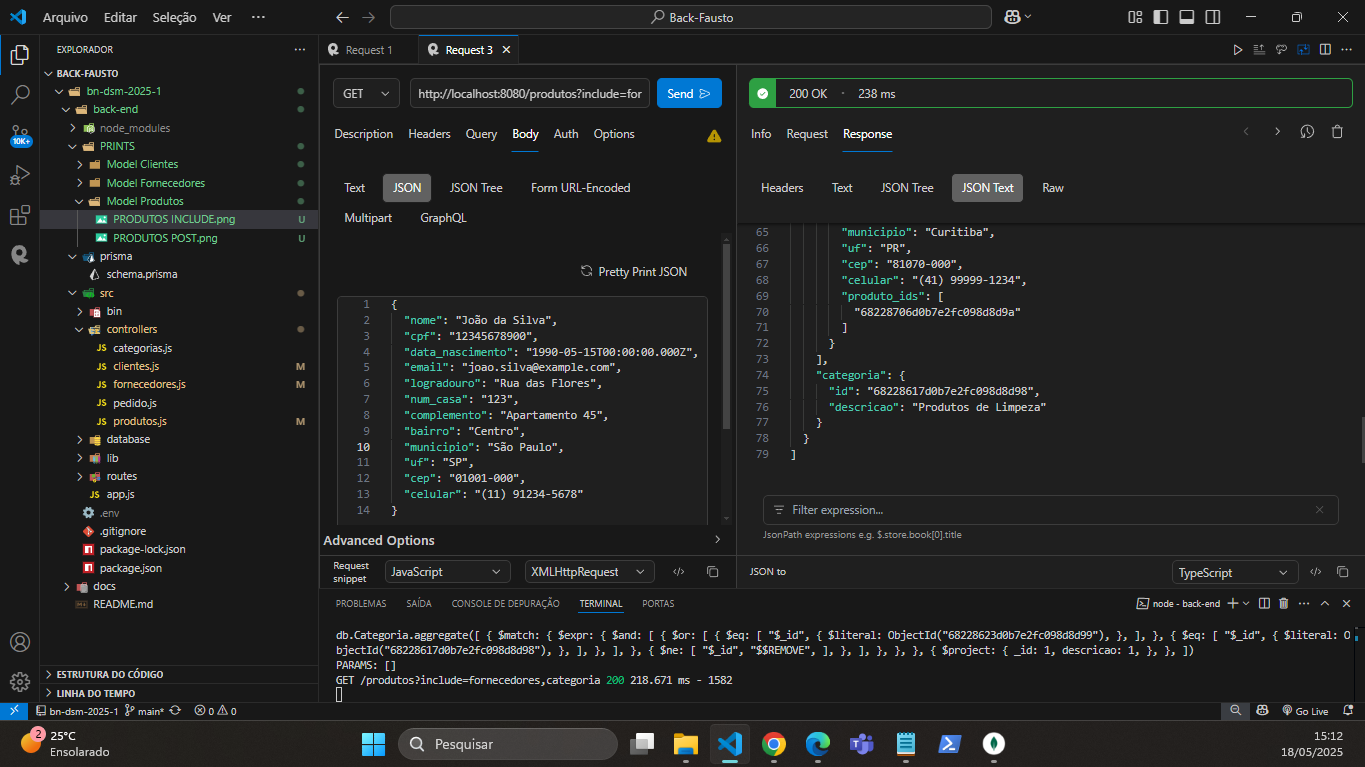 Arquivo Editar Seleção Ver ···
Back-Fausto
EXPLORADOR ···
BACK-FAUSTO
bn-dsm-2025-1
back-end
node_modules
PRINTS
Model Clientes
Model Fornecedores
Model Produtos
PRODUTOS INCLUDE.png U
PRODUTOS POST.png U
prisma
schema.prisma
src
bin
controllers
JS categorias.js
JS clientes.js M
JS fornecedores.js M
JS pedido.js
JS produtos.js M
database
lib
routes
JS app.js
.env
.gitignore
package-lock.json
package.json
docs
README.md
ESTRUTURA DO CÓDIGO
LINHA DO TEMPO
10K+
Request 1
Request 3
GET
http://localhost:8080/produtos?include=for
Send
Description Headers Query Body Auth Options
Text JSON JSON Tree Form URL-Encoded
Multipart GraphQL
Pretty Print JSON
1 {
2 "nome": "João da Silva",
3 "cpf": "12345678900",
4 "data_nascimento": "1990-05-15T00:00:00.000Z",
5 "email": "joao.silva@example.com",
6 "logradouro": "Rua das Flores",
7 "num_casa": "123",
8 "complemento": "Apartamento 45",
9 "bairro": "Centro",
10 "municipio": "São Paulo",
11 "uf": "SP",
12 "cep": "01001-000",
13 "celular": "(11) 91234-5678"
14 }
Advanced Options
Request snippet
JavaScript
XMLHttpRequest
200 OK · 238 ms
Info Request Response
Headers Text JSON Tree JSON Text Raw
65 "municipio": "Curitiba",
66 "uf": "PR",
67 "cep": "81070-000",
68 "celular": "(41) 99999-1234",
69 "produto_ids": [
70 "68228706d0b7e2fc098d8d9a"
71 ]
72 }
73 ],
74 "categoria": {
75 "id": "68228617d0b7e2fc098d8d98",
76 "descricao": "Produtos de Limpeza"
77 }
78 }
79 ]
Filter expression...
JsonPath expressions e.g. $.store.book[0].title
JSON to
TypeScript
PROBLEMAS SAÍDA CONSOLE DE DEPURAÇÃO TERMINAL PORTAS
node - back-end
db.Categoria.aggregate([ { $match: { $expr: { $and: [ { $or: [ { $eq: [ "$_id", { $literal: ObjectId("68228623d0b7e2fc098d8d99"), }, ], }, { $eq: [ "$_id", { $literal: O
bjectId("68228617d0b7e2fc098d8d98"), }, ], }, ], }, { $ne: [ "$_id", "$$REMOVE", ], }, ], }, }, }, { $project: { _id: 1, descricao: 1, }, }, ])
PARAMS: []
GET /produtos?include=fornecedores,categoria 200 218.671 ms - 1582
bn-dsm-2025-1 main* 0 0
Go Live
2
25°C
Ensolarado
Pesquisar
15:12
18/05/2025